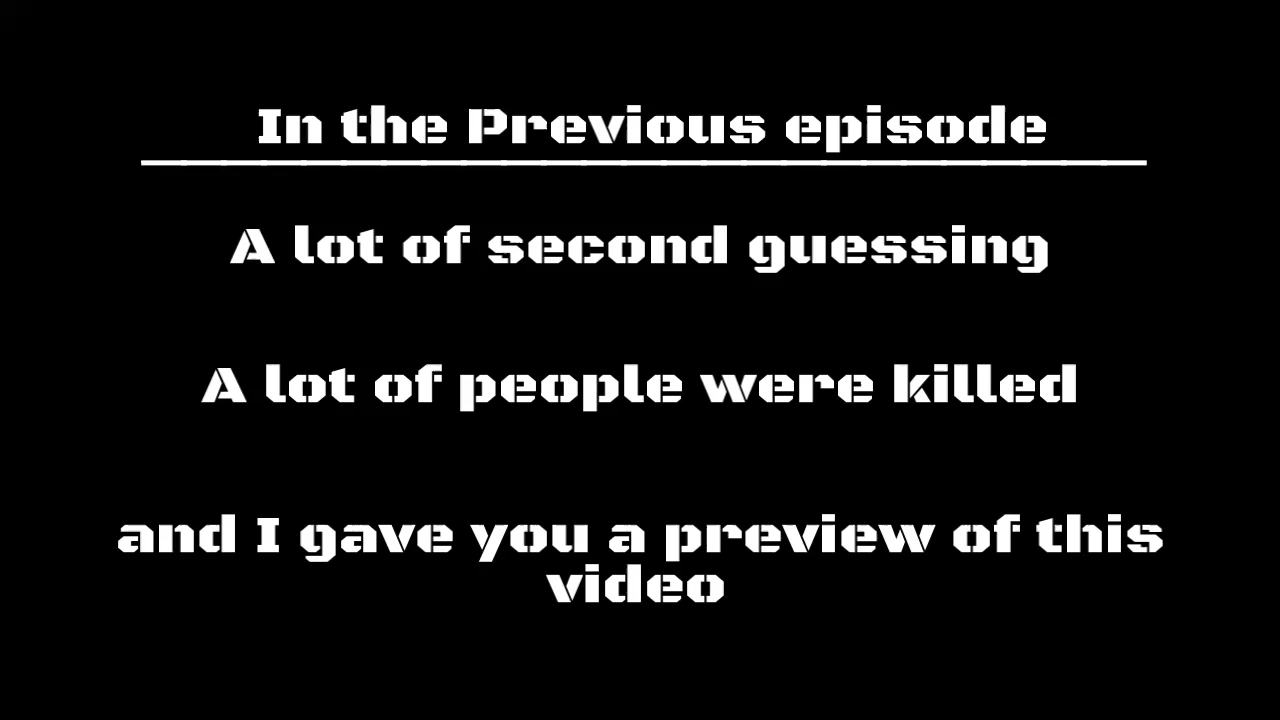 In the Previous episode
A lot of second guessing
A lot of people were killed
and I gave you a preview of this
video